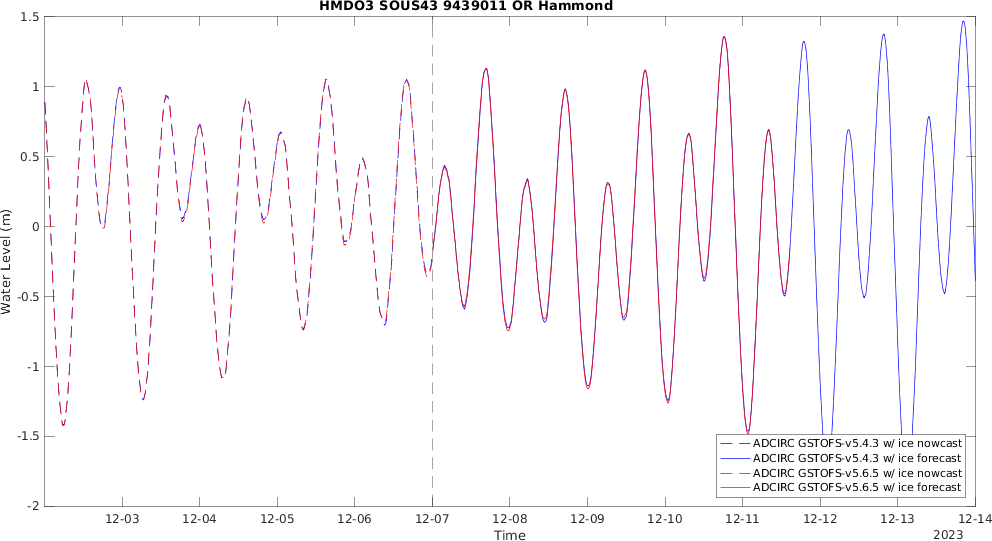 HMDO3 SOUS43 9439011 OR Hammond
1.5
1
0.5
0
-0.5
-1
-1.5
-2
Water Level (m)
12-03 12-04 12-05 12-06 12-07 12-08 12-09 12-10 12-11 12-12 12-13 12-14
Time
2023
ADCIRC GSTOFS-v5.4.3 w/ ice nowcast
ADCIRC GSTOFS-v5.4.3 w/ ice forecast
ADCIRC GSTOFS-v5.6.5 w/ ice nowcast
ADCIRC GSTOFS-v5.6.5 w/ ice forecast